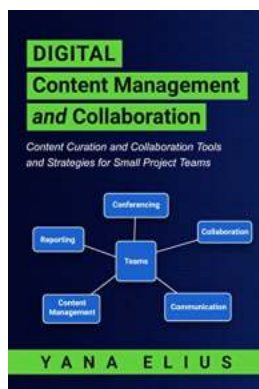 DIGITAL
Content Management
and Collaboration
Content Curation and Collaboration Tools
and Strategies for Small Project Teams
Conferencing
Reporting
Collaboration
Teams
Content
Management
Communication
YANA ELIUS